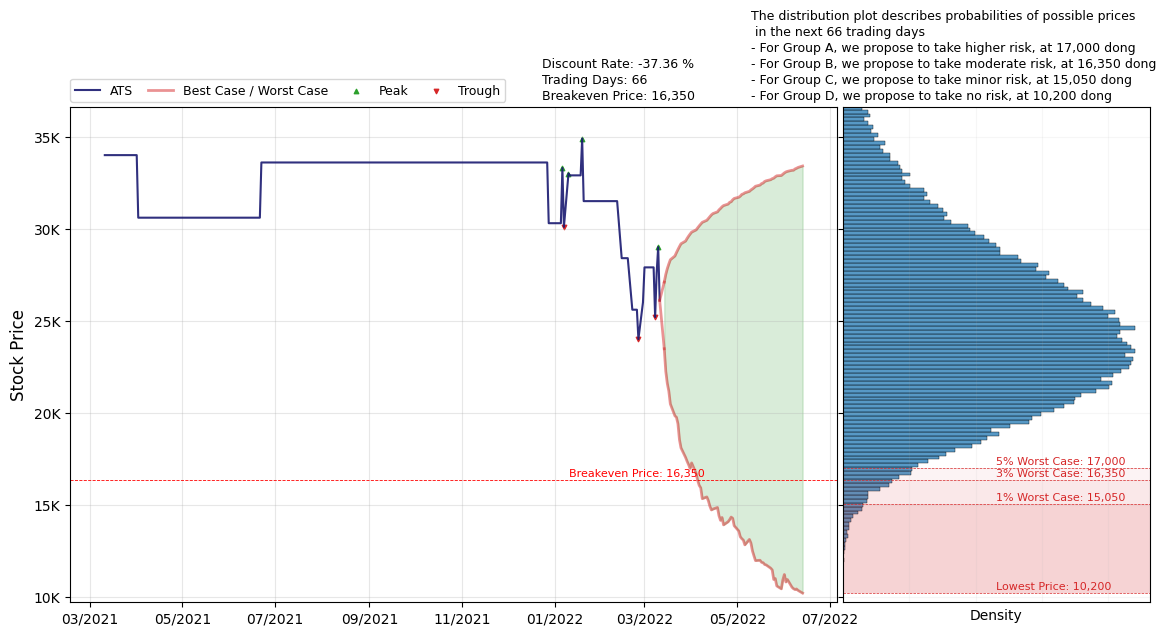 The distribution plot describes probabilities of possible prices
in the next 66 trading days
- For Group A, we propose to take higher risk, at 17,000 dong
- For Group B, we propose to take moderate risk, at 16,350 dong
- For Group C, we propose to take minor risk, at 15,050 dong
- For Group D, we propose to take no risk, at 10,200 dong
Discount Rate: -37.36 %
Trading Days: 66
Breakeven Price: 16,350
ATS
Best Case / Worst Case
Peak
Trough
Stock Price
35K
30K
25K
20K
15K
10K
Breakeven Price: 16,350
5% Worst Case: 17,000
3% Worst Case: 16,350
1% Worst Case: 15,050
Lowest Price: 10,200
03/2021 05/2021 07/2021 09/2021 11/2021 01/2022 03/2022 05/2022 07/2022
Density